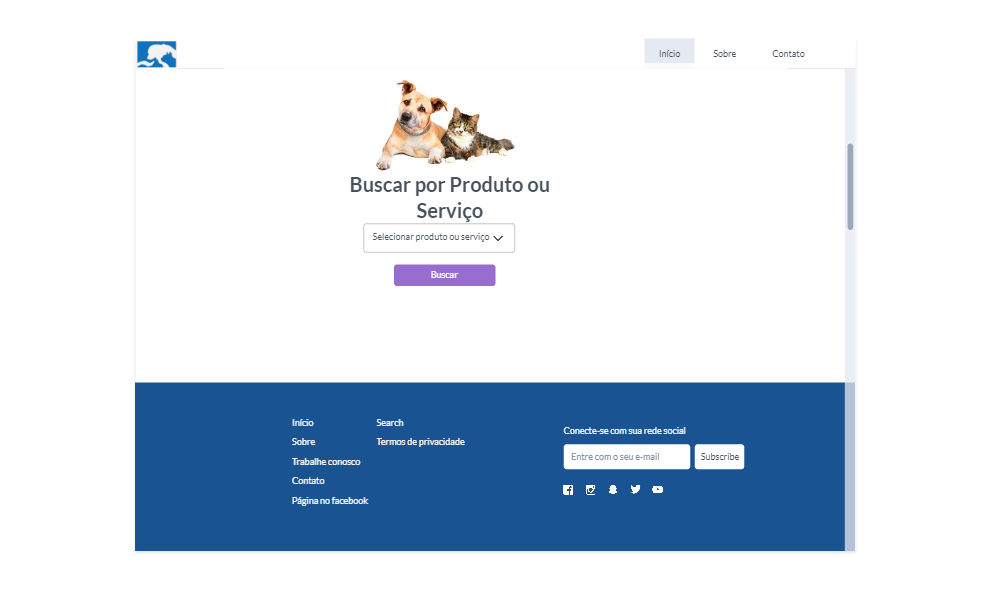 Início
Sobre
Contato
Buscar por Produto ou
Serviço
Selecionar produto ou serviço
Buscar
Início
Sobre
Trabalhe conosco
Contato
Página no facebook
Search
Termos de privacidade
Conecte-se com sua rede social
Entre com o seu e-mail
Subscribe